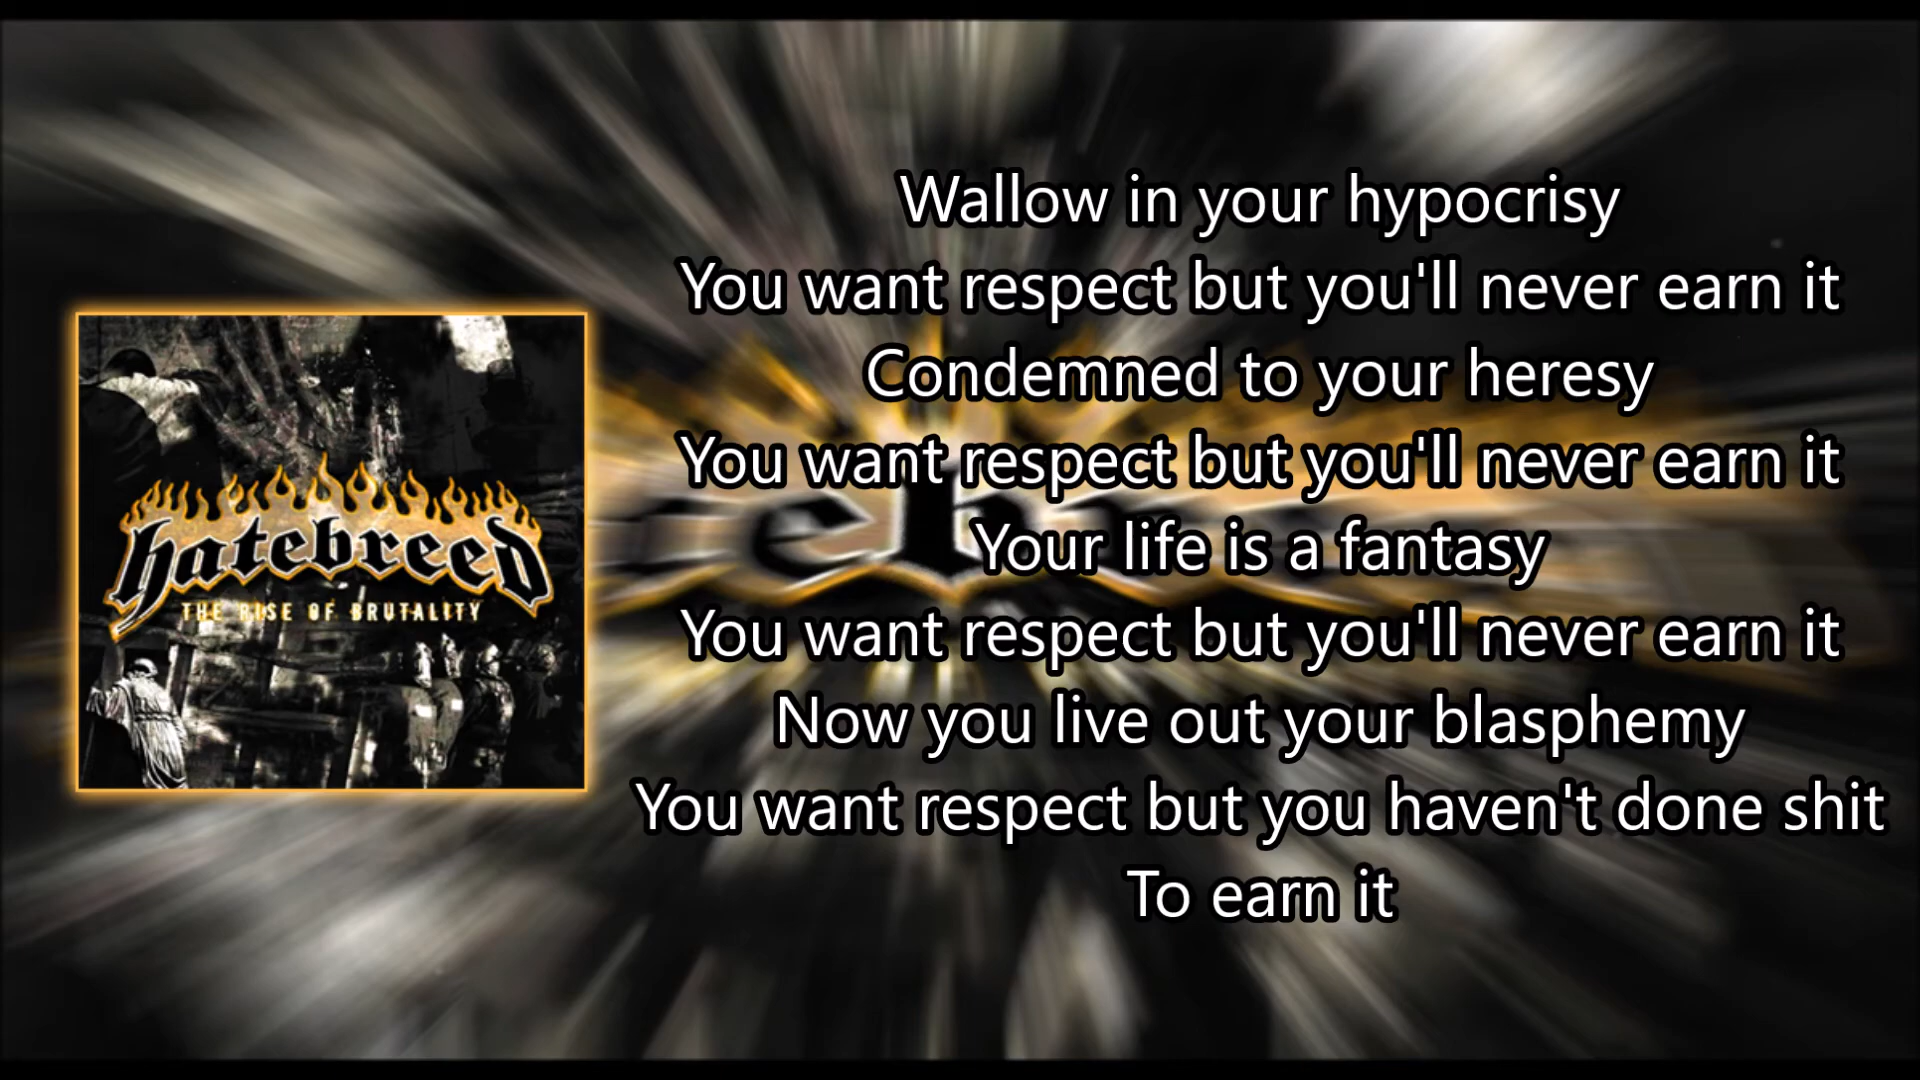 Wallow in your hypocrisy
You want respect but you'll never earn it
Condemned to your heresy
You want respect but you'll never earn it
Your life is a fantasy
You want respect but you'll never earn it
Now you live out your blasphemy
You want respect but you haven't done shit
To earn it
hatebreed
THE RISE OF BRUTALITY